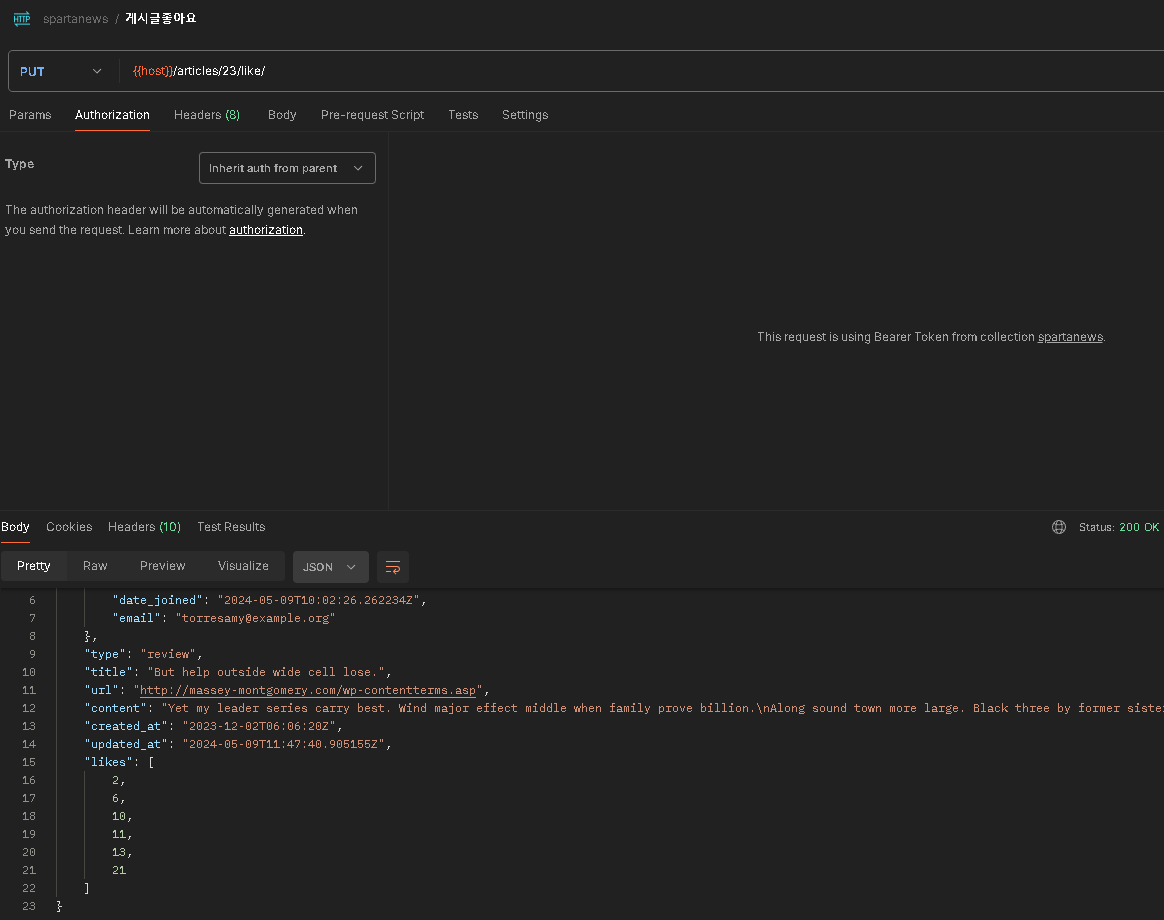 HTTP spartanews / 게시글좋아요
PUT {{host}}/articles/23/like/
Params Authorization Headers (8) Body Pre-request Script Tests Settings
Type Inherit auth from parent
The authorization header will be automatically generated when
you send the request. Learn more about authorization.
This request is using Bearer Token from collection spartanews.
Body Cookies Headers (10) Test Results Status: 200 OK
Pretty Raw Preview Visualize JSON
6 "date_joined": "2024-05-09T10:02:26.262234Z",
7 "email": "torresamy@example.org"
8 },
9 "type": "review",
10 "title": "But help outside wide cell lose.",
11 "url": "http://massey-montgomery.com/wp-contentterms.asp",
12 "content": "Yet my leader series carry best. Wind major effect middle when family prove billion.\nAlong sound town more large. Black three by former siste
13 "created_at": "2023-12-02T06:06:20Z",
14 "updated_at": "2024-05-09T11:47:40.905155Z",
15 "likes": [
16 2,
17 6,
18 10,
19 11,
20 13,
21 21
22 ]
23 }